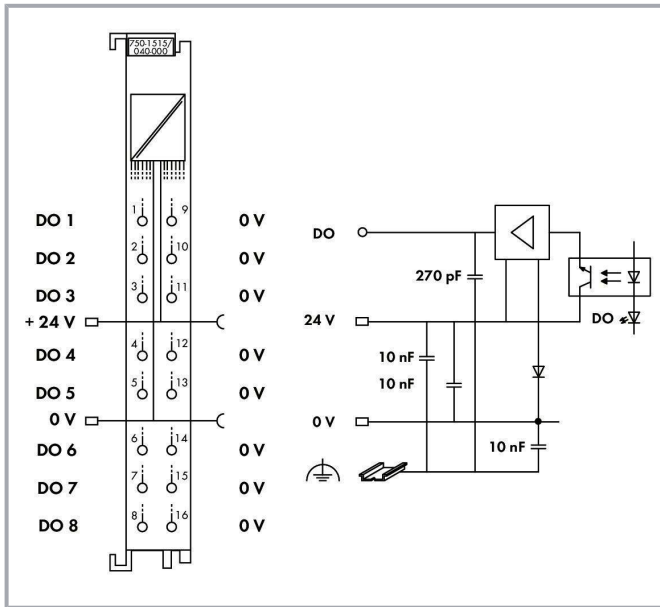 750-1515/
040-000
DO 1 1 9 0 V
DO 2 2 10 0 V
DO 3 3 11 0 V
+ 24 V
DO 4 4 12 0 V
DO 5 5 13 0 V
0 V
DO 6 6 14 0 V
DO 7 7 15 0 V
DO 8 8 16 0 V
DO
270 pF
DO
24 V
10 nF
10 nF
0 V
10 nF